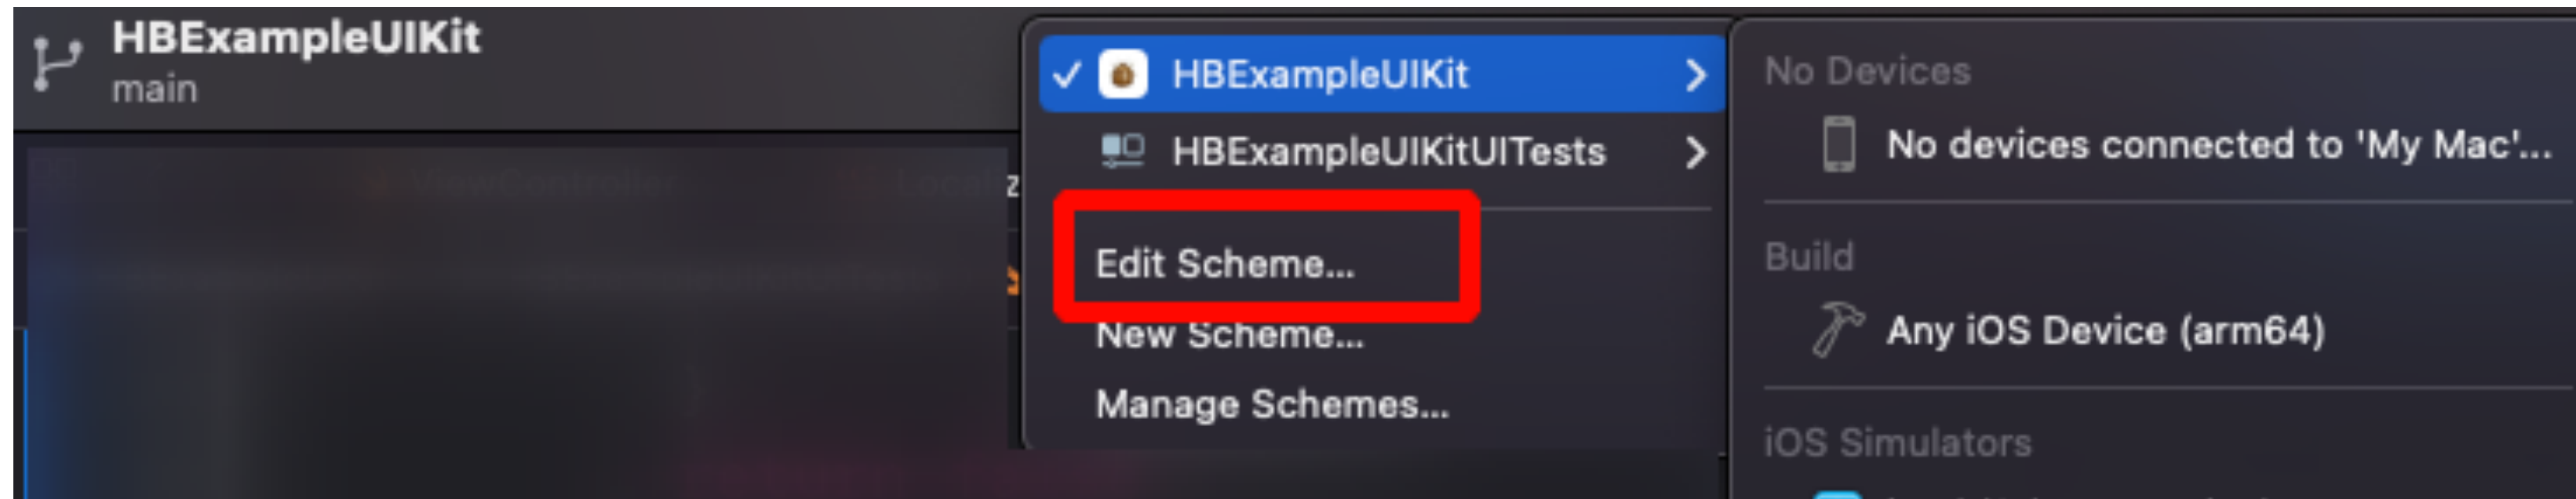 HBExampleUIKit
main
HBExampleUIKit
HBExampleUIKitUITests
Edit Scheme...
New Scheme...
Manage Schemes...
No Devices
No devices connected to 'My Mac'...
Build
Any iOS Device (arm64)
iOS Simulators